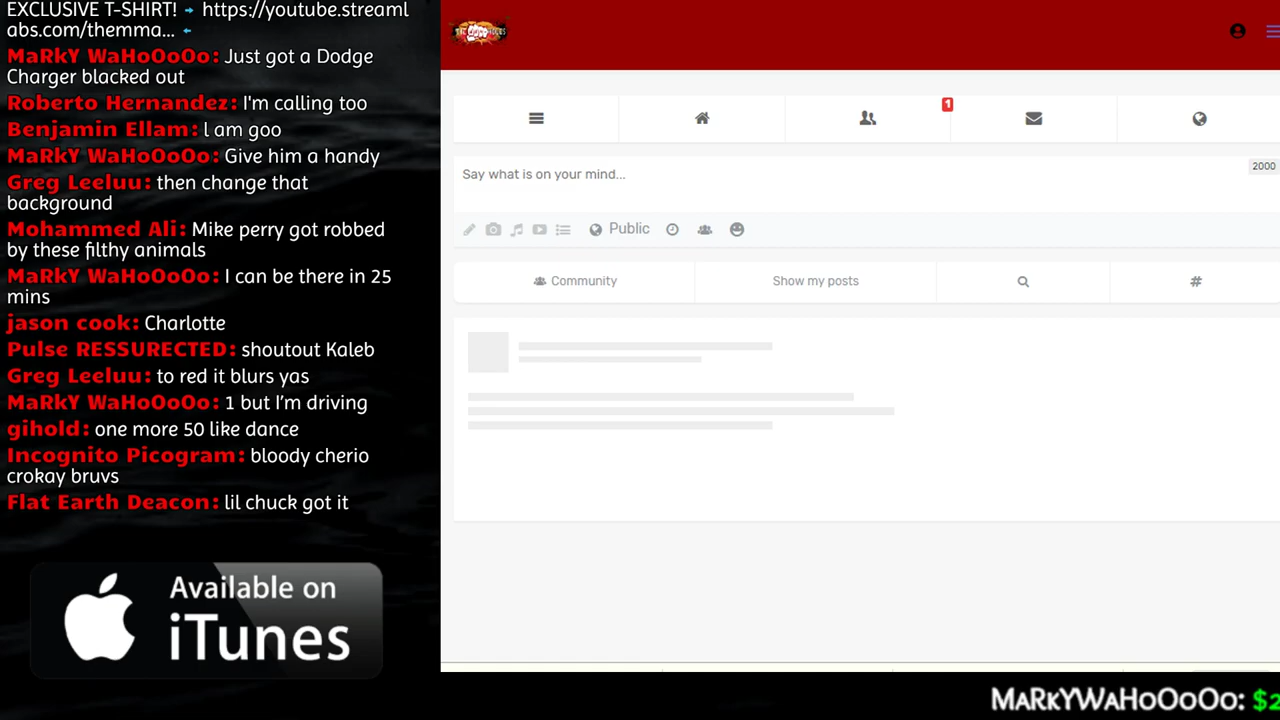 EXCLUSIVE T-SHIRT! https://youtube.streaml
abs.com/themma...
MaRkY WaHoOoOo: Just got a Dodge
Charger blacked out
Roberto Hernandez: I'm calling too
Benjamin Ellam: l am goo
MaRkY WaHoOoOo: Give him a handy
Greg Leeluu: then change that
background
Mohammed Ali: Mike perry got robbed
by these filthy animals
MaRkY WaHoOoOo: I can be there in 25
mins
jason cook: Charlotte
Pulse RESSURECTED: shoutout Kaleb
Greg Leeluu: to red it blurs yas
MaRkY WaHoOoOo: 1 but I'm driving
gihold: one more 50 like dance
Incognito Picogram: bloody cherio
crokay bruvs
Flat Earth Deacon: lil chuck got it
Available on
iTunes
1
Say what is on your mind...
2000
Public
Community
Show my posts
#
MARkYWaHoOoOo: $2